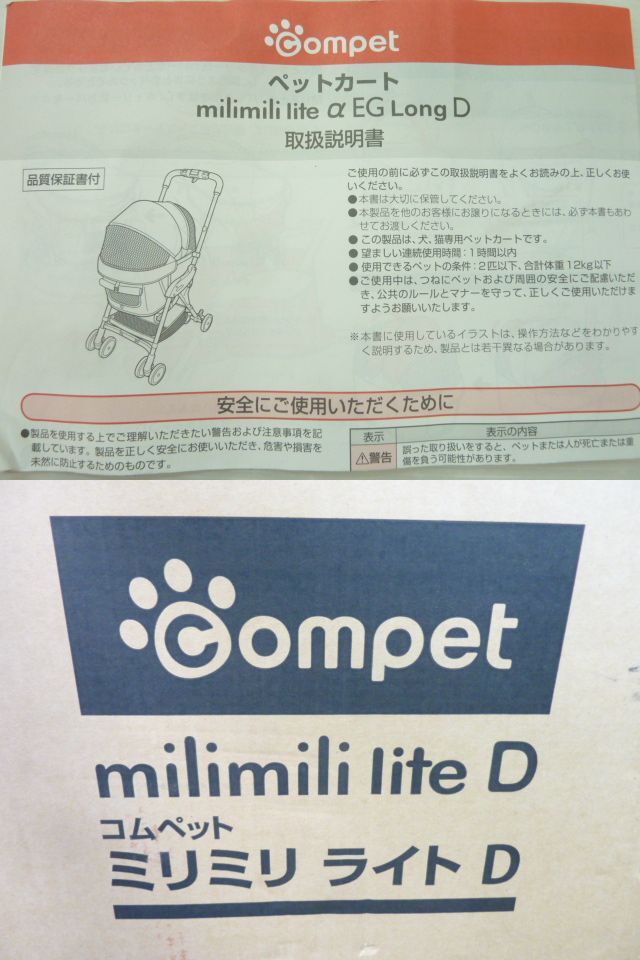 Compet
ペットカート
milimili lite α EG Long D
取扱説明書
品質保証書付
ご使用の前に必ずこの取扱説明書をよくお読みの上、正しくお使
いください。
●本書は大切に保管してください。
●本製品を他のお客様にお譲りになるときには、必ず本書もあわ
せてお渡しください。
●この製品は、犬、猫専用ペットカートです。
●望ましい連続使用時間:1時間以内
●使用できるペットの条件:2匹以下、合計体重12kg以下
●ご使用中は、つねにペットおよび周囲の安全にご配慮いただ
き、公共のルールとマナーを守って、正しくご使用いただけま
すようお願いいたします。
※本書に使用しているイラストは、操作方法などをわかりやす
く説明するため、製品とは若干異なる場合があります。
安全にご使用いただくために
●製品を使用する上でご理解いただきたい警告および注意事項を記
載しています。製品を正しく安全にお使いいただき、危害や損害を
未然に防止するためのものです。
表示 表示の内容
⚠警告 誤った取り扱いをすると、ペットまたは人が死亡または重
傷を負う可能性があります。
Compet
milimili lite D
コムペット
ミリミリ ライト D